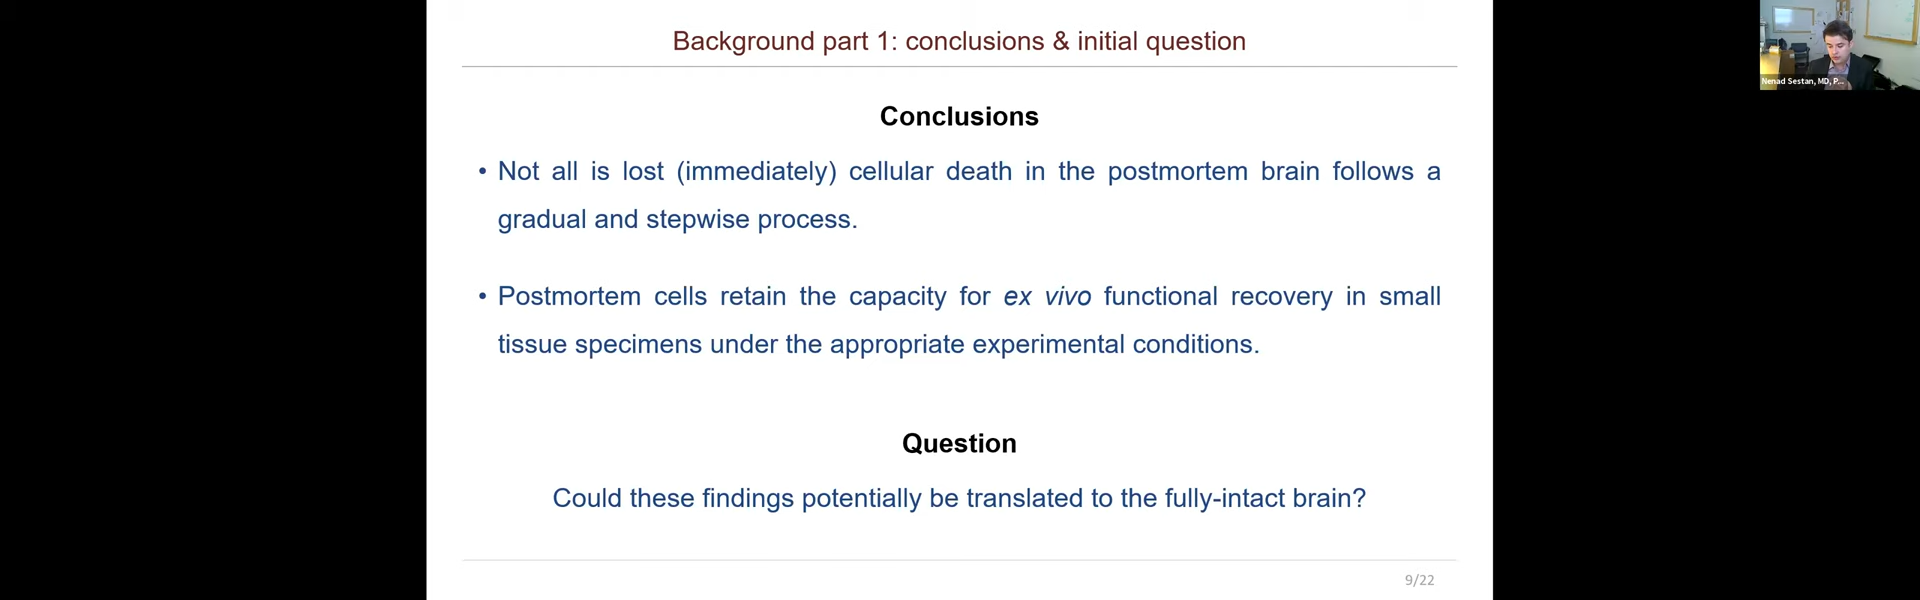 Background part 1: conclusions & initial question
Nenad Sestan, MD, P...
Conclusions
• Not all is lost (immediately) cellular death in the postmortem brain follows a
gradual and stepwise process.
• Postmortem cells retain the capacity for ex vivo functional recovery in small
tissue specimens under the appropriate experimental conditions.
Question
Could these findings potentially be translated to the fully-intact brain?
9/22